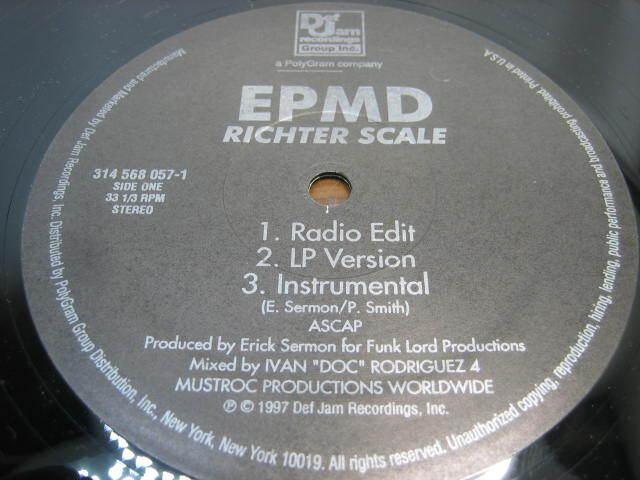 Def Jam
recordings
Group Inc.
a PolyGram company
EPMD
RICHTER SCALE
314 568 057-1
SIDE ONE
33 1/3 RPM
STEREO
1. Radio Edit
2. LP Version
3. Instrumental
(E. Sermon/P. Smith)
ASCAP
Produced by Erick Sermon for Funk Lord Productions
Mixed by IVAN "DOC" RODRIGUEZ 4
MUSTROC PRODUCTIONS WORLDWIDE
℗ © 1997 Def Jam Recordings, Inc.
Manufactured and Marketed by Def Jam Recordings, Inc. Distributed by PolyGram Group Distribution, Inc., New York, New York 10019. All rights reserved. Unauthorized copying, reproduction, hiring, lending, public performance and broadcasting prohibited. Printed in U.S.A.